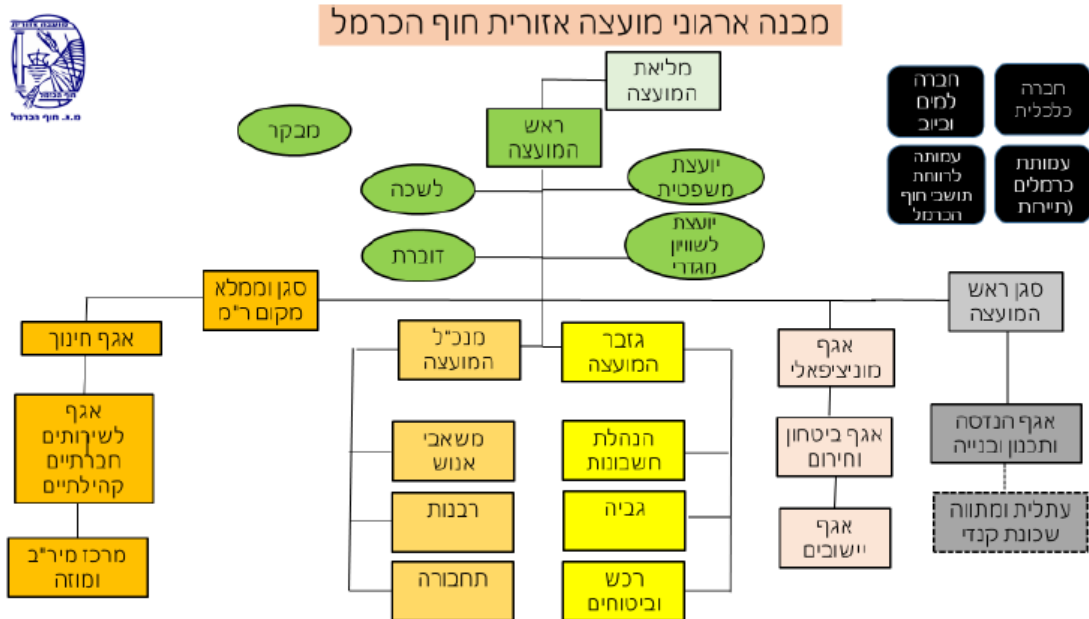 מבנה ארגוני מועצה אזורית חוף הכרמל
מ.א. חוף הכרמל
מליאת
המועצה
ראש
המועצה
מבקר
יועצת
משפטית
לשכה
יועצת
לשוויון
מגדרי
דוברת
חברה
כלכלית
חברה
למים
וביוב
עמותת
כרמלים
(תיירות
עמותה
לרווחת
תושבי חוף
הכרמל
סגן ראש
המועצה
סגן וממלא
מקום ר"מ
אגף הנדסה
ותכנון ובנייה
עתלית ומתווה
שכונת קנדי
אגף
מוניציפאלי
אגף ביטחון
וחירום
אגף
יישובים
גזבר
המועצה
הנהלת
חשבונות
גביה
רכש
וביטוחים
מנכ"ל
המועצה
משאבי
אנוש
רבנות
תחבורה
אגף חינוך
אגף
לשירותים
חברתיים
קהילתיים
מרכז מיר"ב
ומוזה